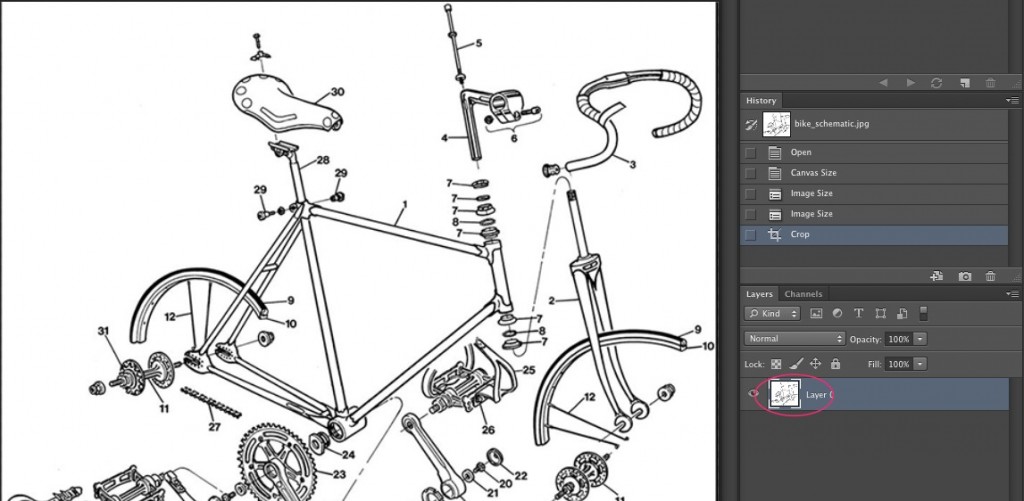 5
30
4
6
3
28
7
29
29
7
1
7
8
7
2
9
12
10
7
8
7
9
10
31
25
11
12
27
26
24
23
22
20
21
11
History
bike_schematic.jpg
Open
Canvas Size
Image Size
Image Size
Crop
Layers Channels
Kind
Normal Opacity: 100%
Lock: Fill: 100%
Layer